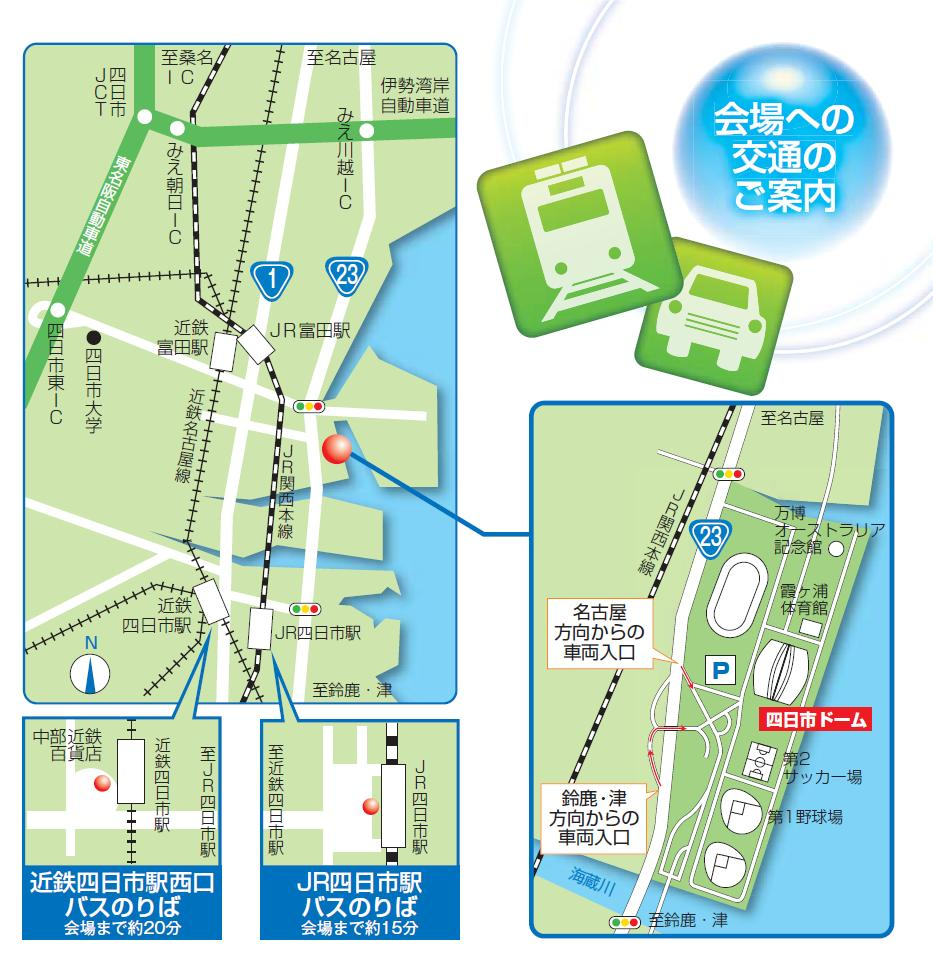 会場への
交通の
ご案内
至桑名
IC
至名古屋
四日市
JCT
伊勢湾岸
自動車道
みえ川越IC
みえ朝日IC
東名阪自動車道
1
23
近鉄
富田駅
JR富田駅
四日市東IC
四日市大学
近鉄名古屋線
JR関西本線
近鉄
四日市駅
JR四日市駅
N
至鈴鹿・津
中部近鉄
百貨店
近鉄四日市駅
至JR四日市駅
近鉄四日市駅西口
バスのりば
会場まで約20分
至近鉄四日市駅
JR四日市駅
JR四日市駅
バスのりば
会場まで約15分
至名古屋
JR関西本線
23
万博
オーストラリア
記念館
霞ヶ浦
体育館
名古屋
方向からの
車両入口
P
四日市ドーム
第2
サッカー場
鈴鹿・津
方向からの
車両入口
第1野球場
海蔵川
至鈴鹿・津